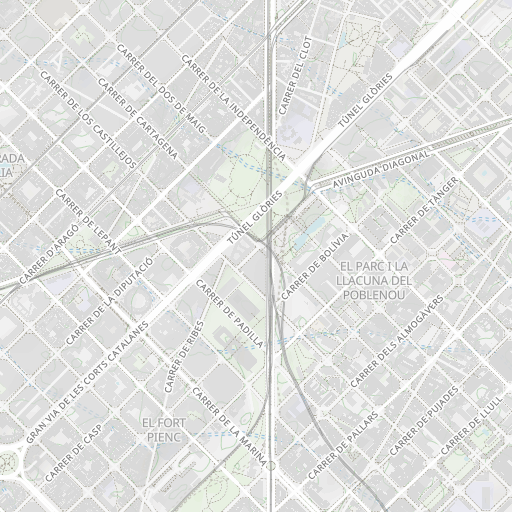 CARRER DEL CLOT
CARRER DEL DOS DE MAIG
CARRER DE LA INDEPENDÈNCIA
CARRER DE CARTAGENA
CARRER DE LOS CASTILLEJOS
TÚNEL GLÒRIES
RADA
IA
AVINGUDA DIAGONAL
CARRER DE LEPANT
CARRER D'ARAGÓ
TÚNEL GLÒRIES
CARRER DE TÀNGER
CARRER DE BOLÍVIA
EL PARC I LA
LLACUNA DEL
POBLENOU
CARRER DE LA DIPUTACIÓ
CARRER DE PADILLA
CARRER DE RIBES
CARRER DELS ALMOGÀVERS
GRAN VIA DE LES CORTS CATALANES
CARRER DE CASP
EL FORT
PIENC
CARRER DE LA MARINA
CARRER DE PALLARS
CARRER DE PUJADES
CARRER DE LLULL